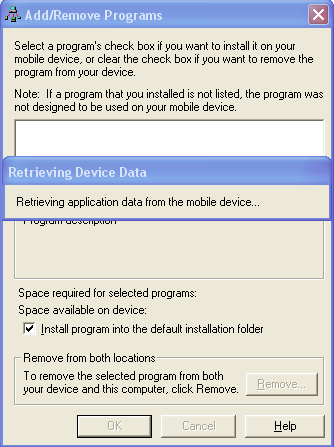 Add/Remove Programs
Select a program's check box if you want to install it on your
mobile device, or clear the check box if you want to remove the
program from your device.
Note: If a program that you installed is not listed, the program was
not designed to be used on your mobile device.
Retrieving Device Data
Retrieving application data from the mobile device...
Program description
Space required for selected programs:
Space available on device:
Install program into the default installation folder
Remove from both locations
To remove the selected program from both
your device and this computer, click Remove.
Remove...
OK
Cancel
Help